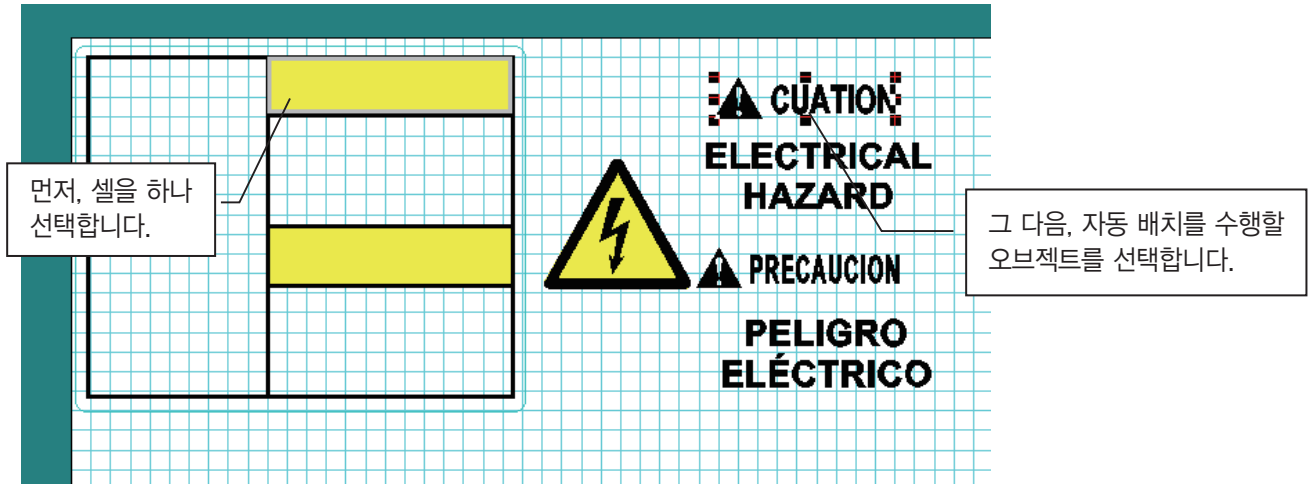 CUATION
ELECTRICAL
HAZARD
먼저, 셀을 하나
선택합니다.
그 다음, 자동 배치를 수행할
오브젝트를 선택합니다.
PRECAUCION
PELIGRO
ELÉCTRICO